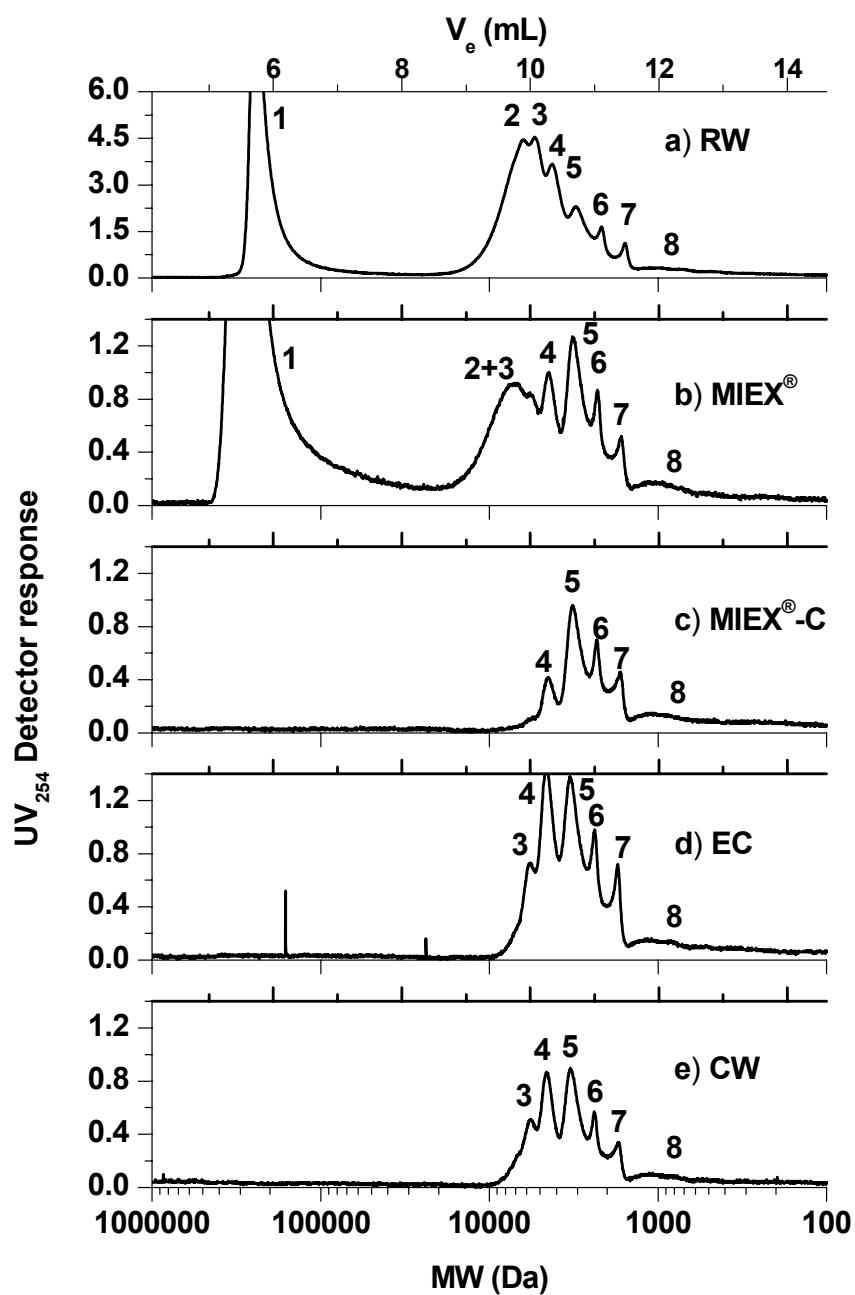 V_e (mL)
6 8 10 12 14
UV_254 Detector response
6.0
4.5
3.0
1.5
0.0
1 2 3 4 5 6 7 8
a) RW
1.2
0.8
0.4
0.0
1 2+3 4 5 6 7 8
b) MIEX®
1.2
0.8
0.4
0.0
4 5 6 7 8
c) MIEX®-C
1.2
0.8
0.4
0.0
3 4 5 6 7 8
d) EC
1.2
0.8
0.4
0.0
3 4 5 6 7 8
e) CW
1000000 100000 10000 1000 100
MW (Da)